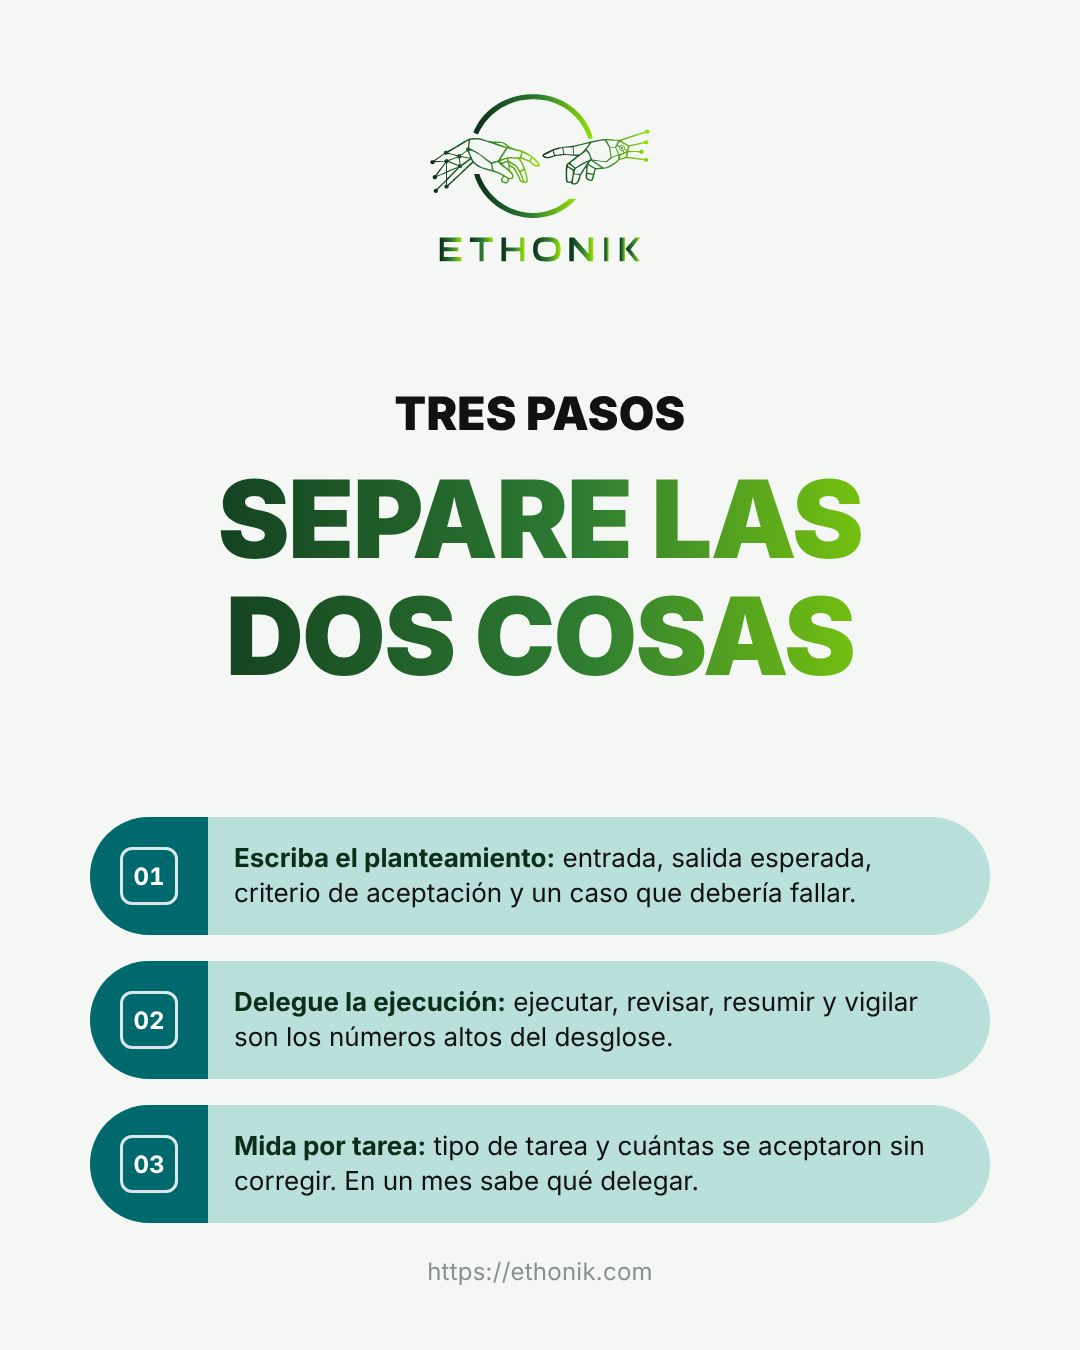 ETHONIK
TRES PASOS
SEPARE LAS
DOS COSAS
01
Escriba el planteamiento: entrada, salida esperada,
criterio de aceptación y un caso que debería fallar.
02
Delegue la ejecución: ejecutar, revisar, resumir y vigilar
son los números altos del desglose.
03
Mida por tarea: tipo de tarea y cuántas se aceptaron sin
corregir. En un mes sabe qué delegar.
https://ethonik.com